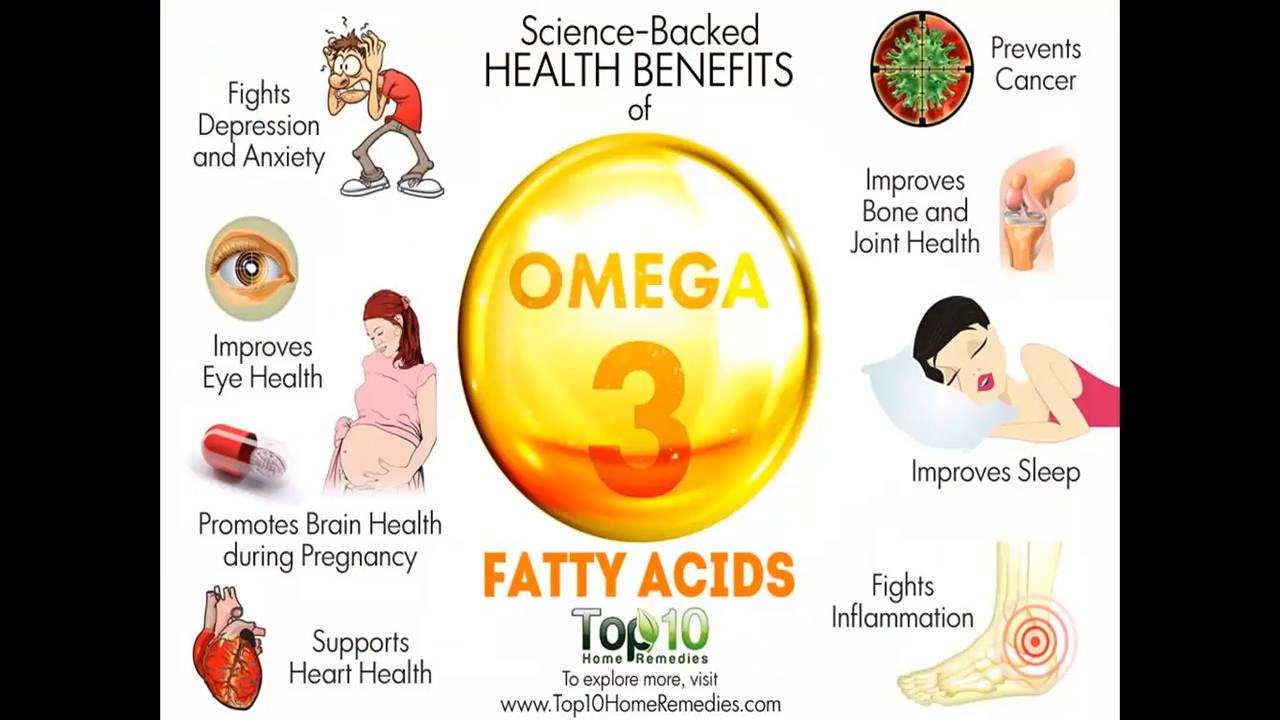 Science-Backed
HEALTH BENEFITS
of
OMEGA
3
FATTY ACIDS
Fights
Depression
and Anxiety
Improves
Eye Health
Promotes Brain Health
during Pregnancy
Supports
Heart Health
Prevents
Cancer
Improves
Bone and
Joint Health
Improves Sleep
Fights
Inflammation
Top10
Home Remedies
To explore more, visit
www.Top10HomeRemedies.com